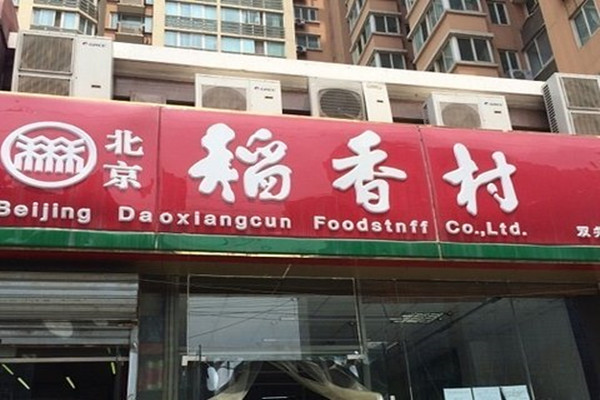 北京 稻香村
Beijing Daoxiangcun Foodstnff Co.,Ltd.